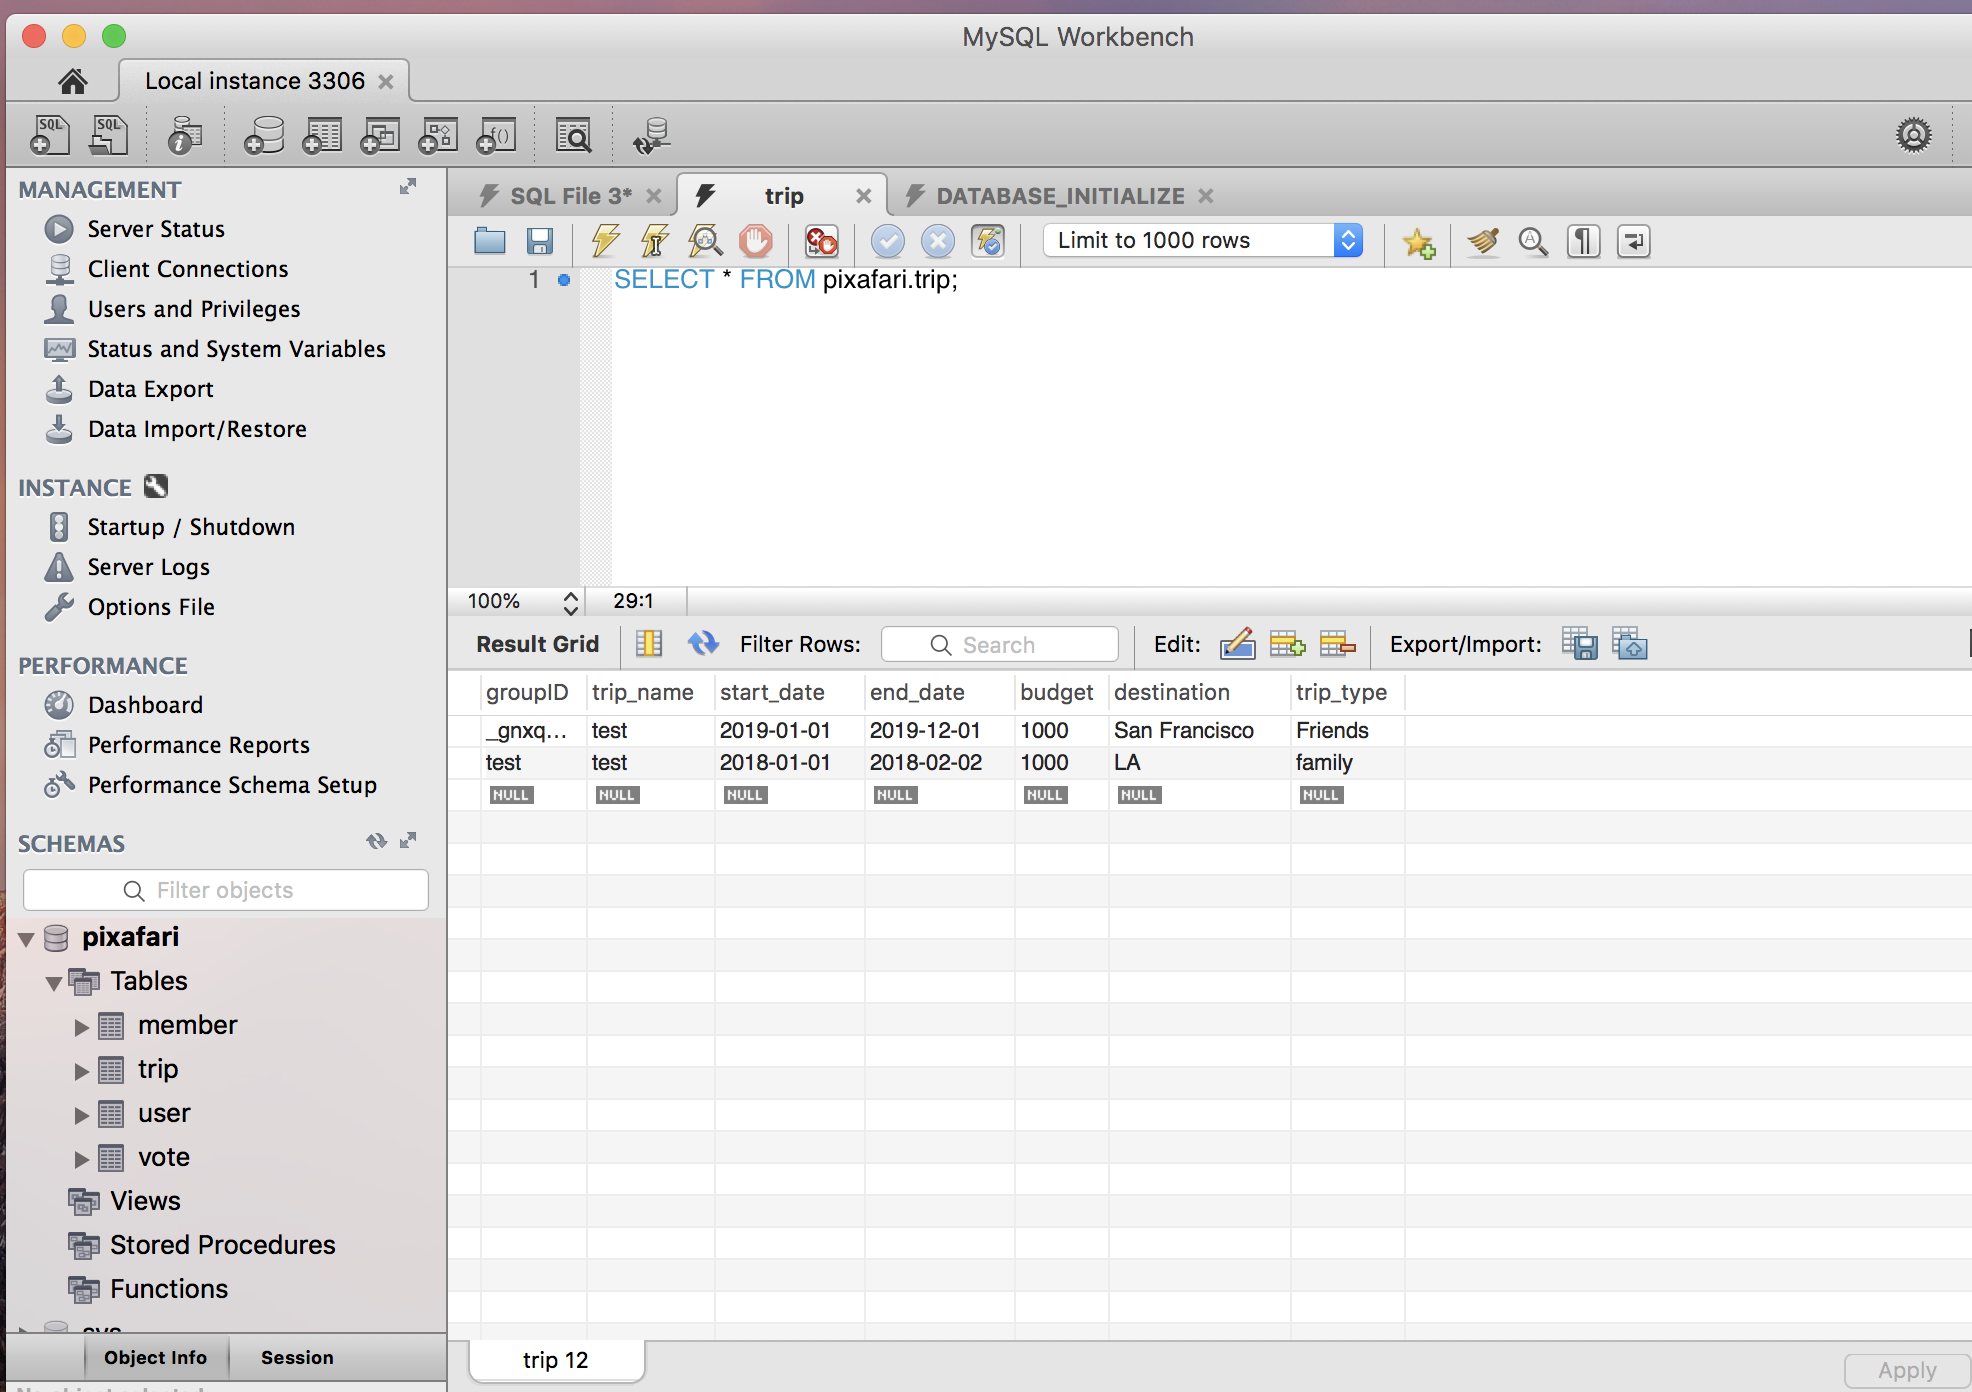 MySQL Workbench
Local instance 3306
MANAGEMENT
Server Status
Client Connections
Users and Privileges
Status and System Variables
Data Export
Data Import/Restore
INSTANCE
Startup / Shutdown
Server Logs
Options File
PERFORMANCE
Dashboard
Performance Reports
Performance Schema Setup
SCHEMAS
Filter objects
pixafari
Tables
member
trip
user
vote
Views
Stored Procedures
Functions
sys
Object Info Session
SQL File 3* trip DATABASE_INITIALIZE
Limit to 1000 rows
1 SELECT * FROM pixafari.trip;
100% 29:1
Result Grid Filter Rows: Search Edit: Export/Import:
groupID trip_name start_date end_date budget destination trip_type
_gnxq... test 2019-01-01 2019-12-01 1000 San Francisco Friends
test test 2018-01-01 2018-02-02 1000 LA family
NULL NULL NULL NULL NULL NULL NULL
trip 12
Apply